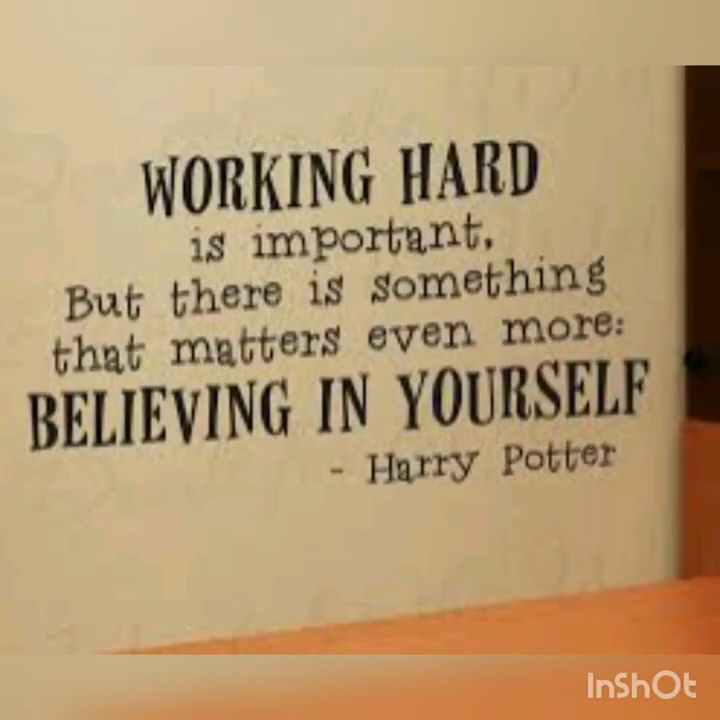 WORKING HARD
is important,
But there is something
that matters even more:
BELIEVING IN YOURSELF
- Harry Potter
InShOt